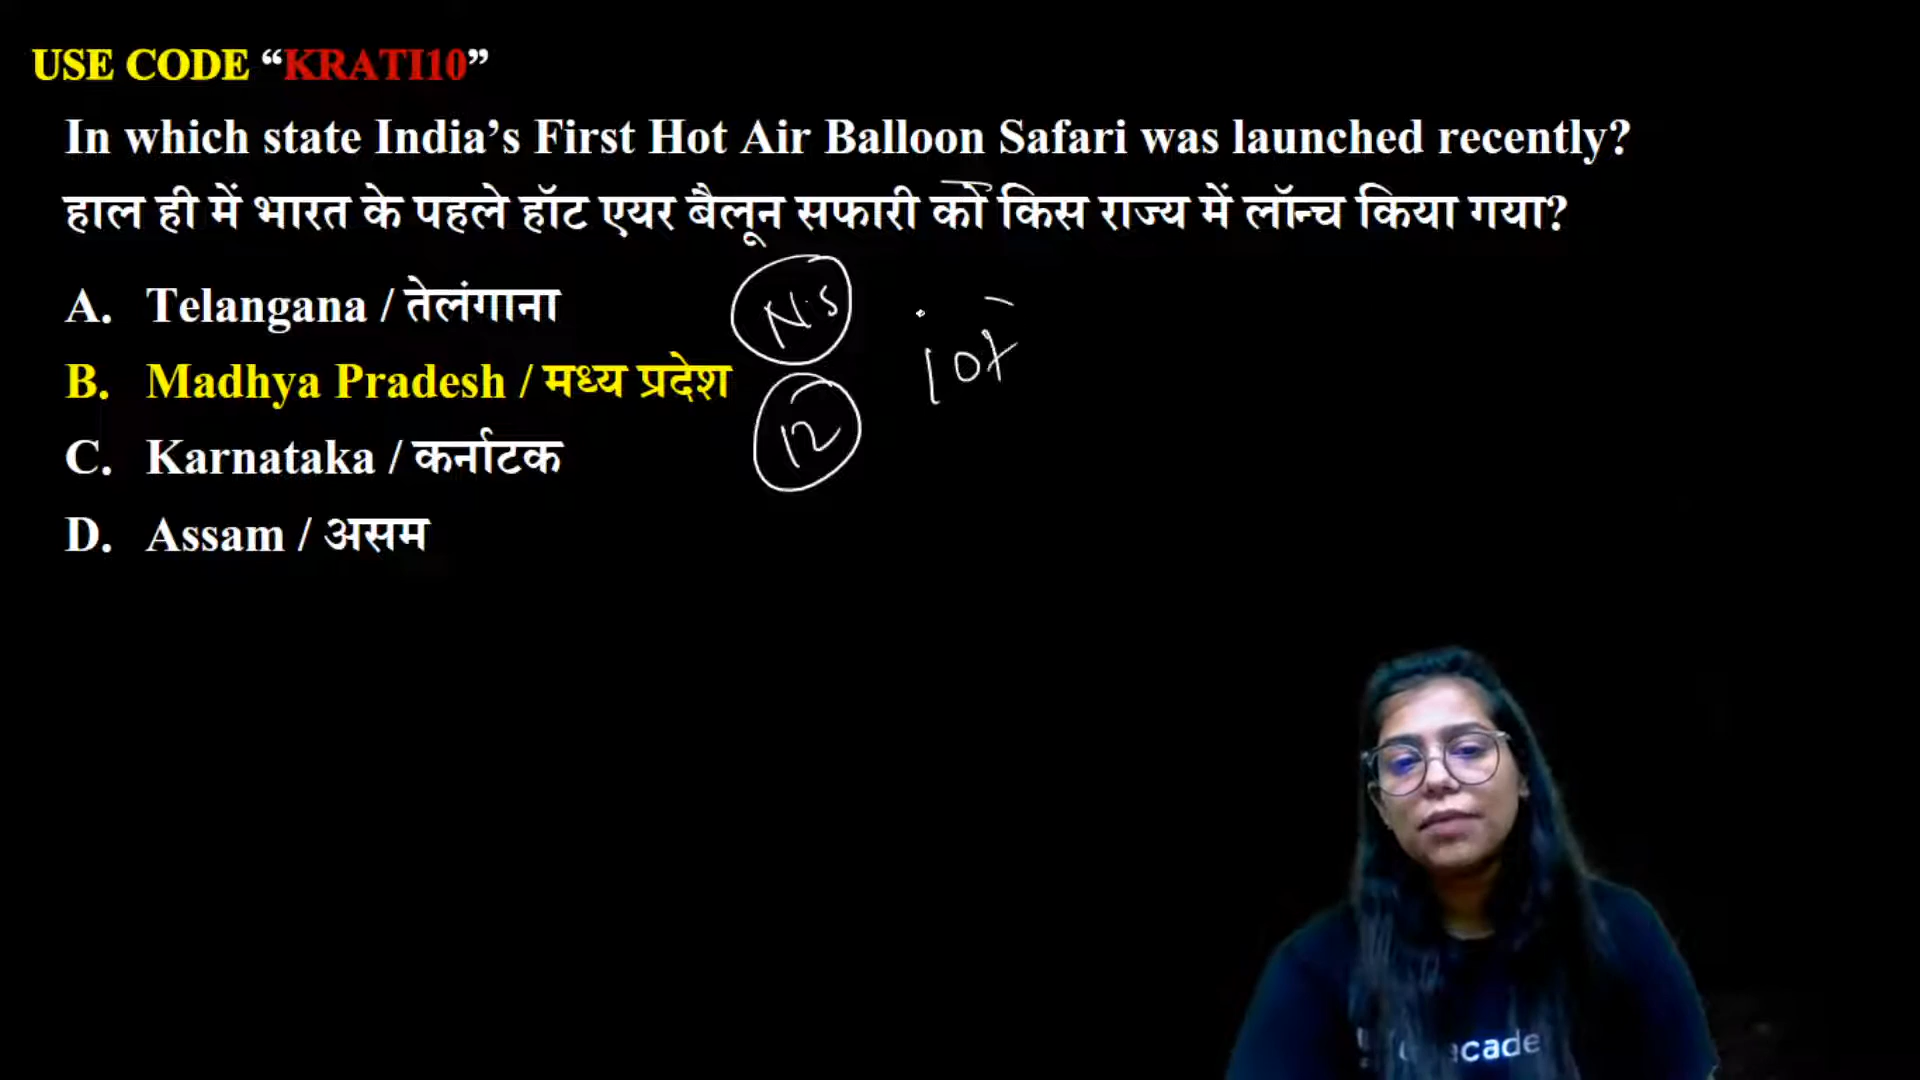 USE CODE “KRATI10”
In which state India’s First Hot Air Balloon Safari was launched recently?
हाल ही में भारत के पहले हॉट एयर बैलून सफारी को किस राज्य में लॉन्च किया गया?
A. Telangana / तेलंगाना
B. Madhya Pradesh / मध्य प्रदेश
C. Karnataka / कर्नाटक
D. Assam / असम
N.S
12
acade